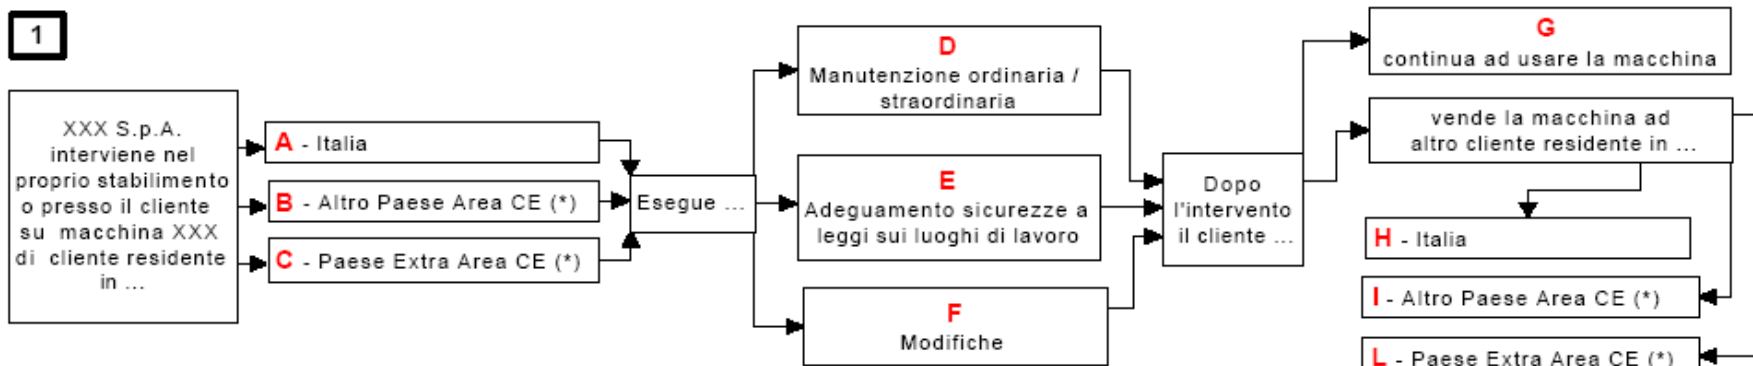 1
XXX S.p.A.
interviene nel
proprio stabilimento
o presso il cliente
su macchina XXX
di cliente residente
in ...
A - Italia
B - Altro Paese Area CE (*)
C - Paese Extra Area CE (*)
Esegue ...
D
Manutenzione ordinaria /
straordinaria
E
Adeguamento sicurezze a
leggi sui luoghi di lavoro
F
Modifiche
Dopo
l'intervento
il cliente ...
G
continua ad usare la macchina
vende la macchina ad
altro cliente residente in ...
H - Italia
I - Altro Paese Area CE (*)
L - Paese Extra Area CE (*)